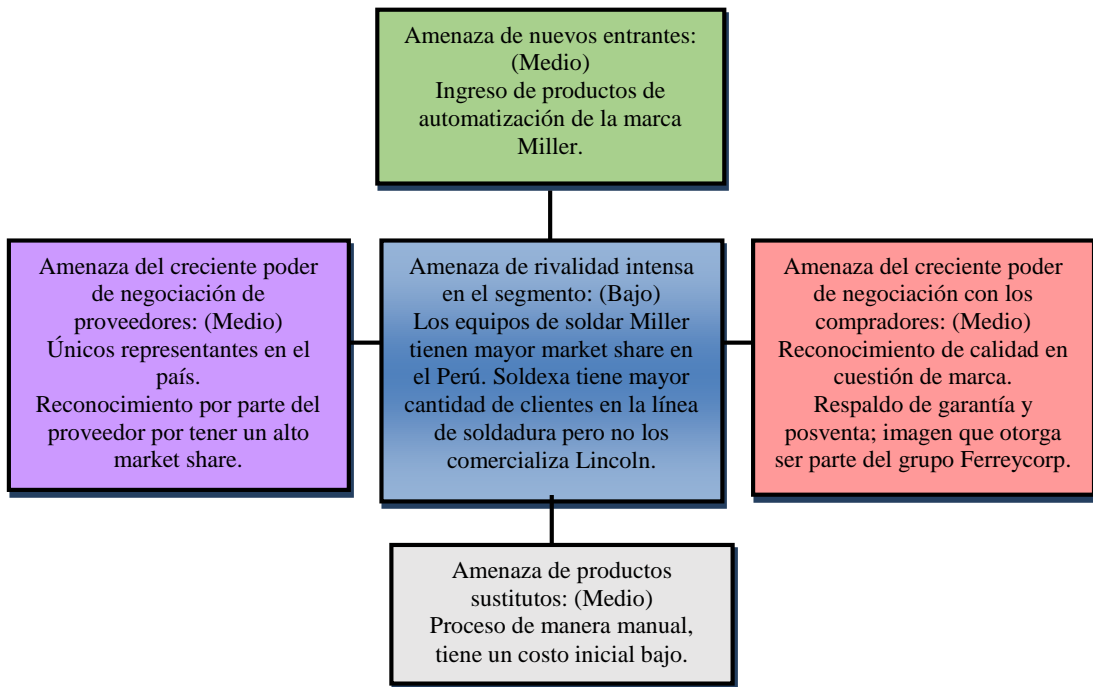 Amenaza de nuevos entrantes:
(Medio)
Ingreso de productos de
automatización de la marca
Miller.
Amenaza del creciente poder
de negociación de
proveedores: (Medio)
Únicos representantes en el
país.
Reconocimiento por parte del
proveedor por tener un alto
market share.
Amenaza de rivalidad intensa
en el segmento: (Bajo)
Los equipos de soldar Miller
tienen mayor market share en
el Perú. Soldexa tiene mayor
cantidad de clientes en la línea
de soldadura pero no los
comercializa Lincoln.
Amenaza del creciente poder
de negociación con los
compradores: (Medio)
Reconocimiento de calidad en
cuestión de marca.
Respaldo de garantía y
posventa; imagen que otorga
ser parte del grupo Ferreycorp.
Amenaza de productos
sustitutos: (Medio)
Proceso de manera manual,
tiene un costo inicial bajo.